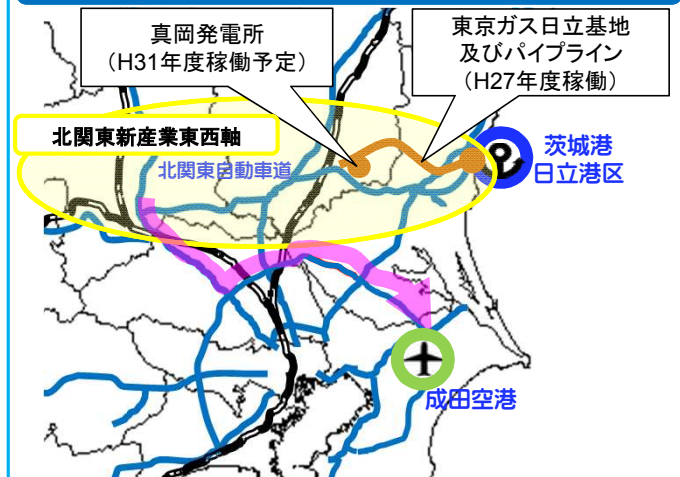 真岡発電所
（H31年度稼働予定）
東京ガス日立基地
及びパイプライン
（H27年度稼働）
北関東新産業東西軸
北関東自動車道
茨城港
日立港区
成田空港